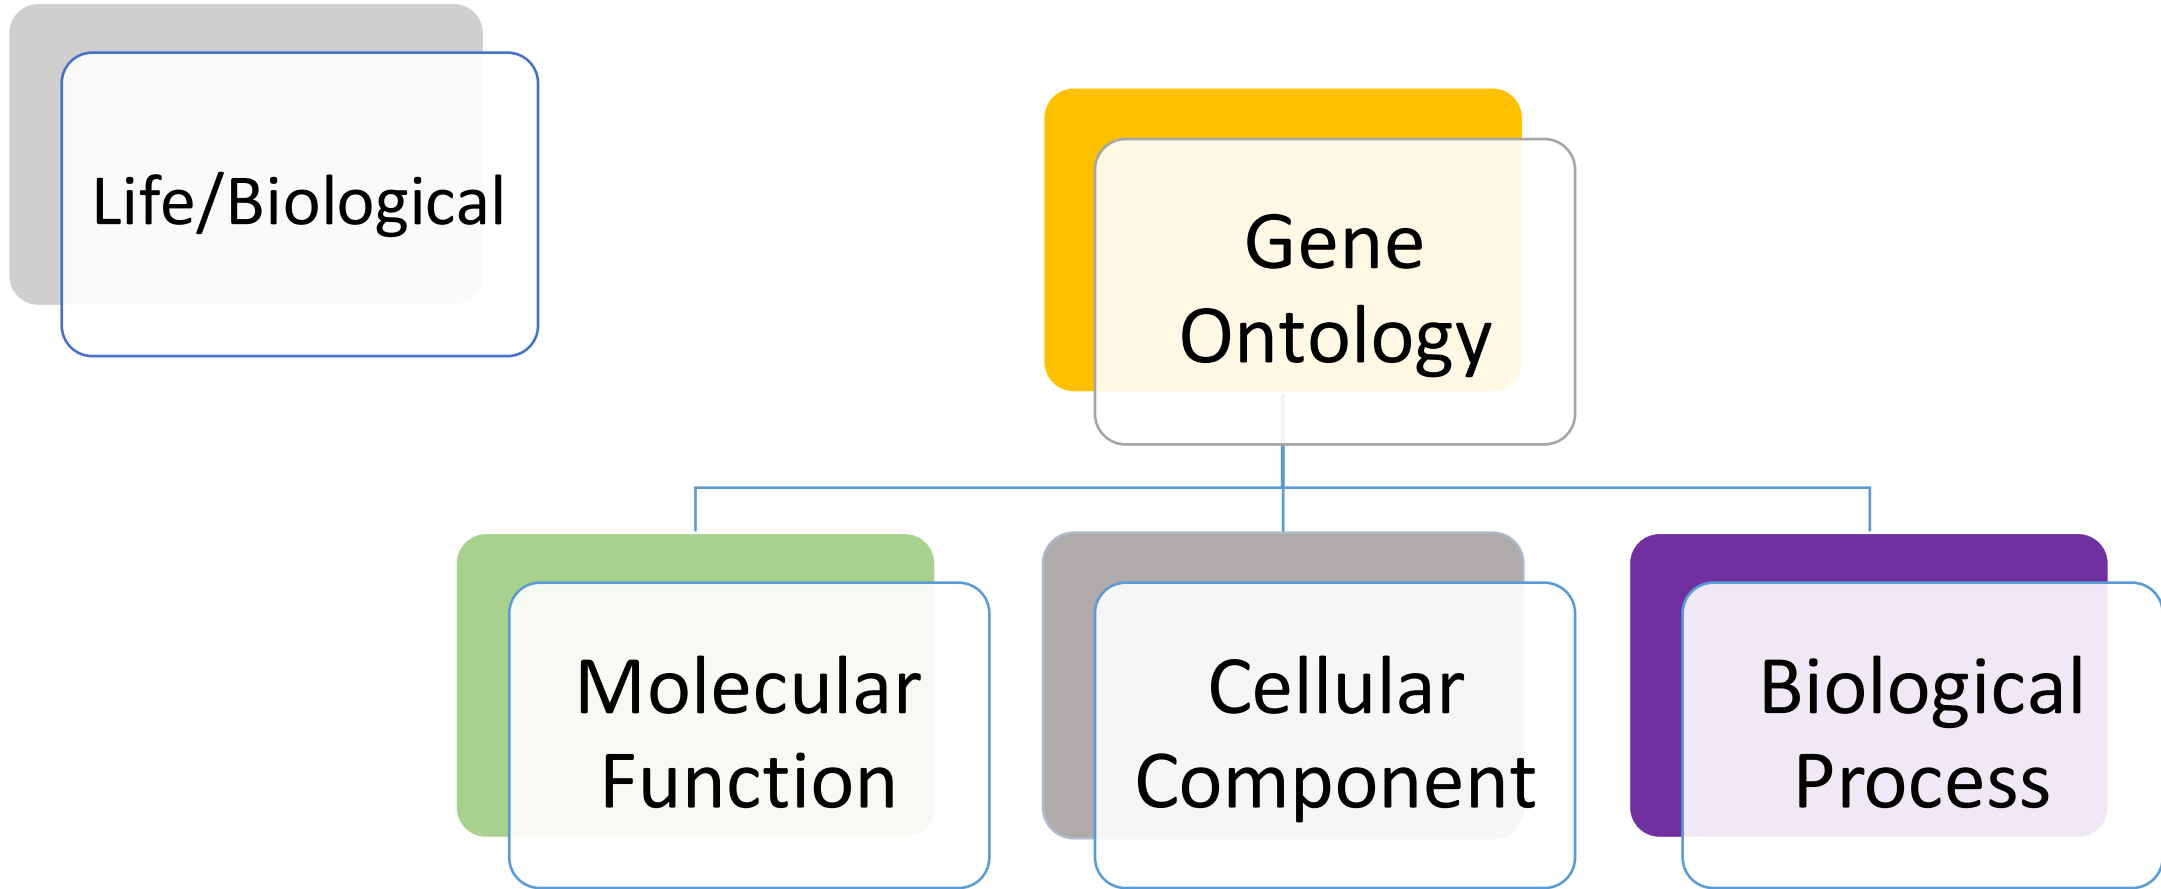 Life/Biological
Gene
Ontology
Molecular
Function
Cellular
Component
Biological
Process